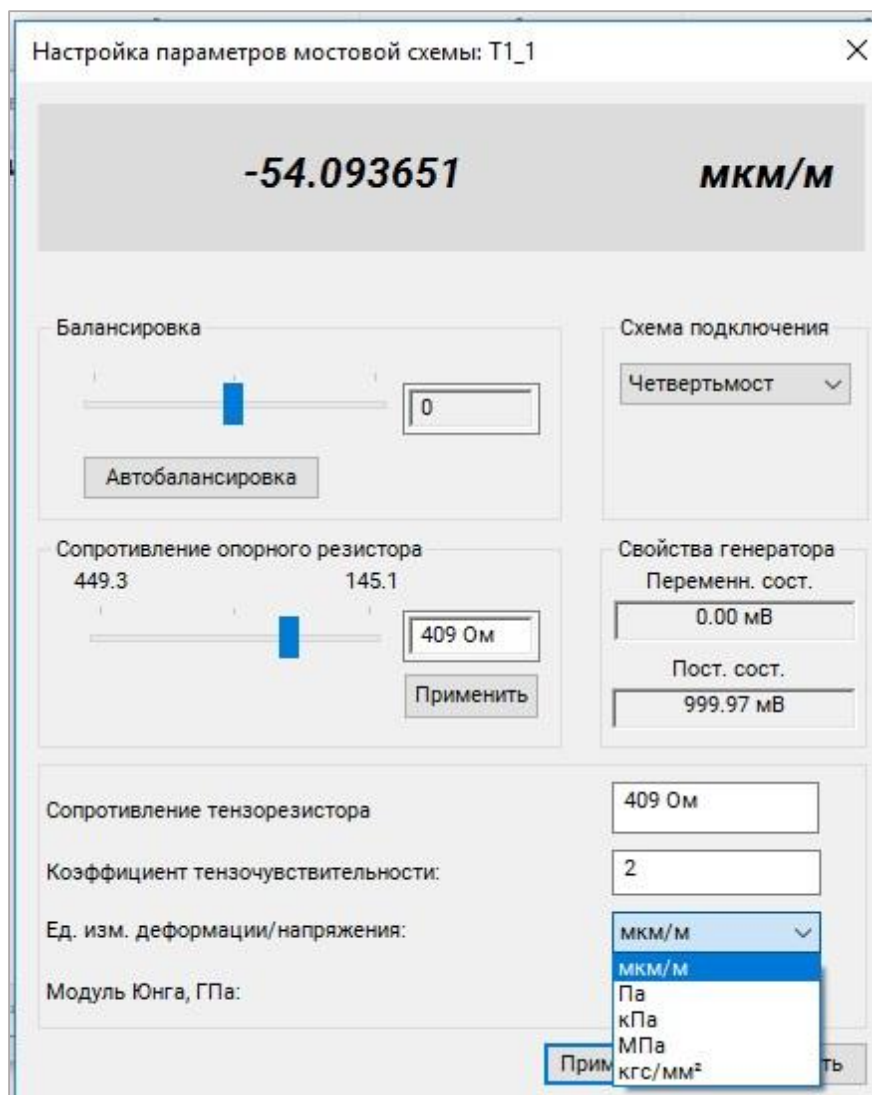 Настройка параметров мостовой схемы: T1_1
-54.093651 мкм/м
Балансировка
0
Автобалансировка
Схема подключения
Четвертьмост
Сопротивление опорного резистора
449.3 145.1
409 Ом
Применить
Свойства генератора
Переменн. сост.
0.00 мВ
Пост. сост.
999.97 мВ
Сопротивление тензорезистора 409 Ом
Коэффициент тензочувствительности: 2
Ед. изм. деформации/напряжения: мкм/м
мкм/м
Па
кПа
МПа
кгс/мм²
Модуль Юнга, ГПа: